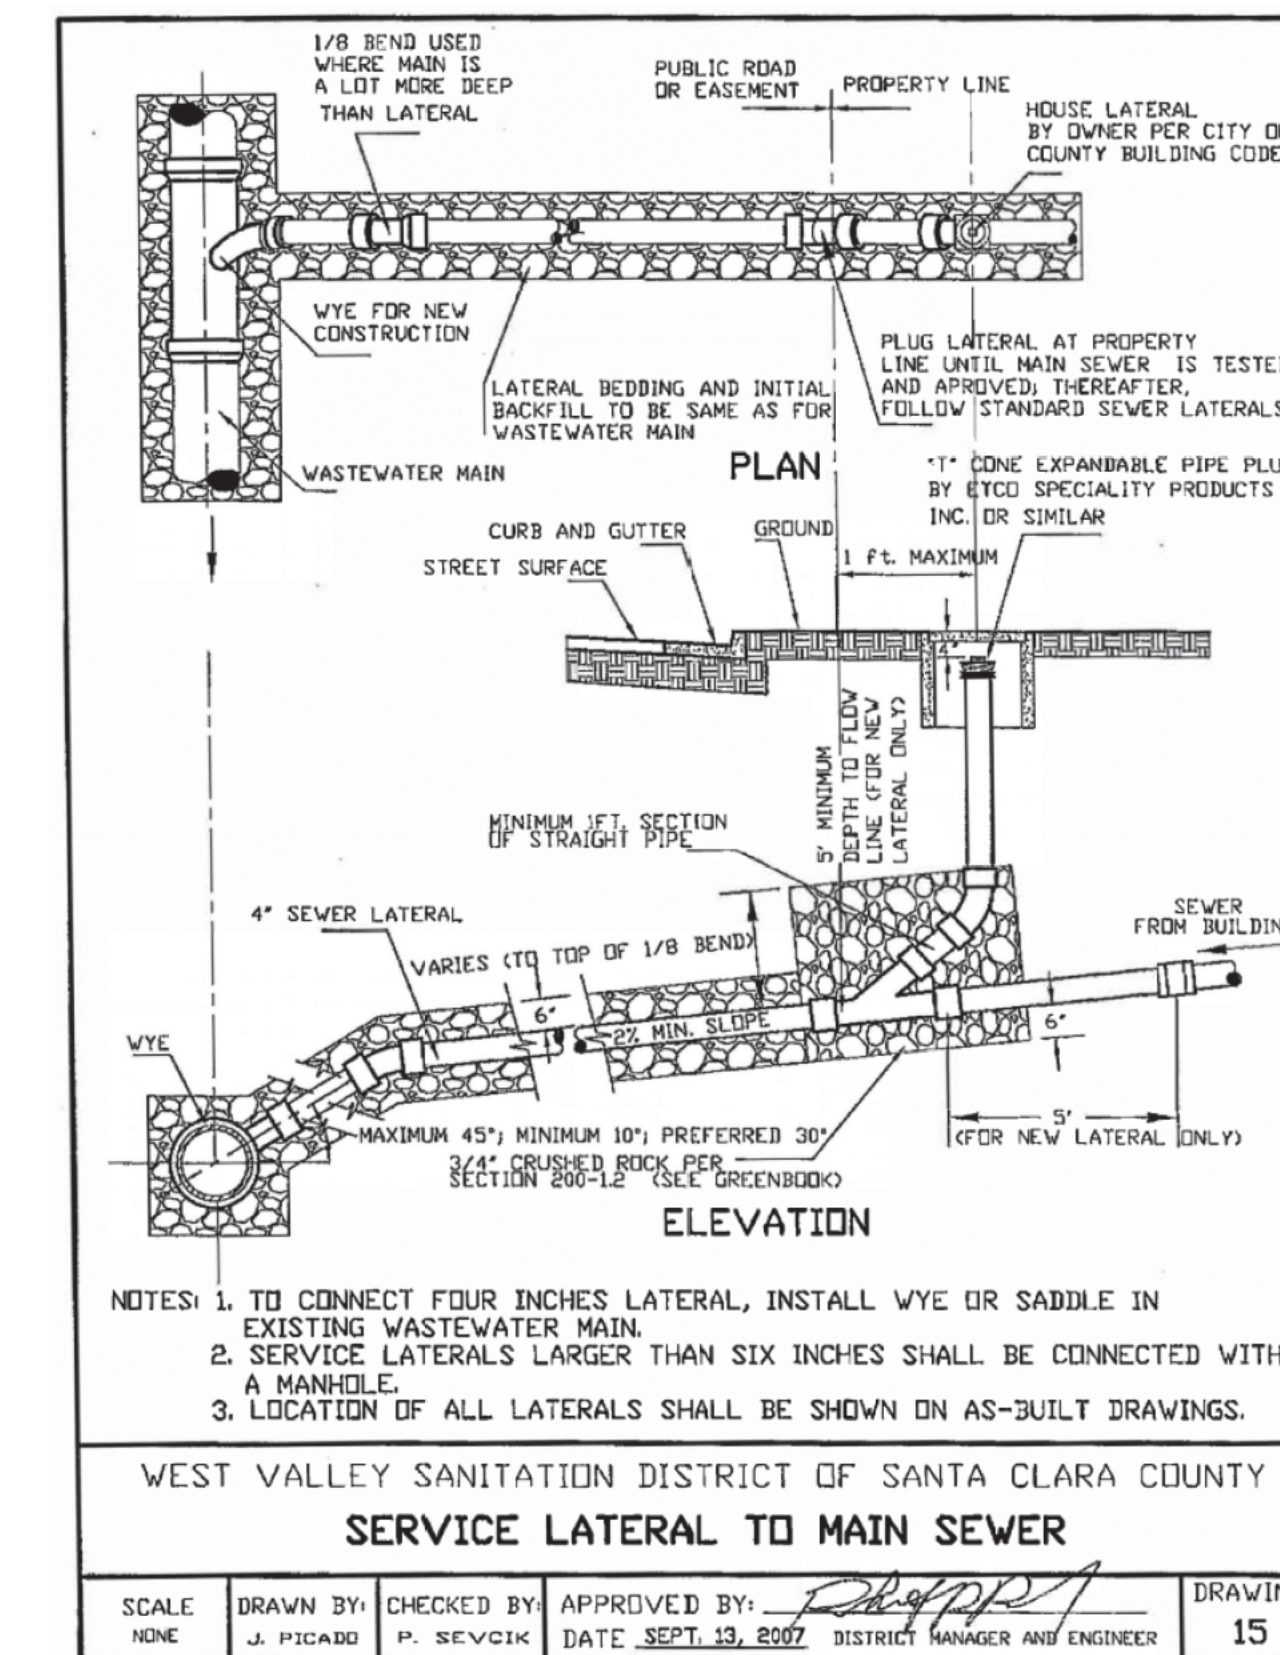 1/8 BEND USED
WHERE MAIN IS
A LOT MORE DEEP
THAN LATERAL
PUBLIC ROAD
OR EASEMENT
PROPERTY LINE
HOUSE LATERAL
BY OWNER PER CITY O
COUNTY BUILDING CODE
WYE FOR NEW
CONSTRUCTION
LATERAL BEDDING AND INITIAL
BACKFILL TO BE SAME AS FOR
WASTEWATER MAIN
PLUG LATERAL AT PROPERTY
LINE UNTIL MAIN SEWER IS TESTE
AND APROVED; THEREAFTER,
FOLLOW STANDARD SEWER LATERALS
WASTEWATER MAIN
PLAN
"T" CONE EXPANDABLE PIPE PLU
BY ETCO SPECIALITY PRODUCTS
INC. OR SIMILAR
CURB AND GUTTER
GROUND
STREET SURFACE
1 ft. MAXIMUM
4"
5' MINIMUM
DEPTH TO FLOW
LINE (FOR NEW
LATERAL ONLY)
MINIMUM 1FT. SECTION
OF STRAIGHT PIPE
4" SEWER LATERAL
VARIES (TO TOP OF 1/8 BEND)
SEWER
FROM BUILDIN
6"
2% MIN. SLOPE
6"
WYE
5'
(FOR NEW LATERAL ONLY)
MAXIMUM 45°; MINIMUM 10°; PREFERRED 30°
3/4" CRUSHED ROCK PER
SECTION 200-1.2 (SEE GREENBOOK)
ELEVATION
NOTES: 1. TO CONNECT FOUR INCHES LATERAL, INSTALL WYE OR SADDLE IN
EXISTING WASTEWATER MAIN.
2. SERVICE LATERALS LARGER THAN SIX INCHES SHALL BE CONNECTED WITH
A MANHOLE.
3. LOCATION OF ALL LATERALS SHALL BE SHOWN ON AS-BUILT DRAWINGS.
WEST VALLEY SANITATION DISTRICT OF SANTA CLARA COUNTY
SERVICE LATERAL TO MAIN SEWER
SCALE
NONE
DRAWN BY:
J. PICADO
CHECKED BY:
P. SEVCIK
APPROVED BY:
DATE SEPT. 13, 2007 DISTRICT MANAGER AND ENGINEER
DRAWIN
15